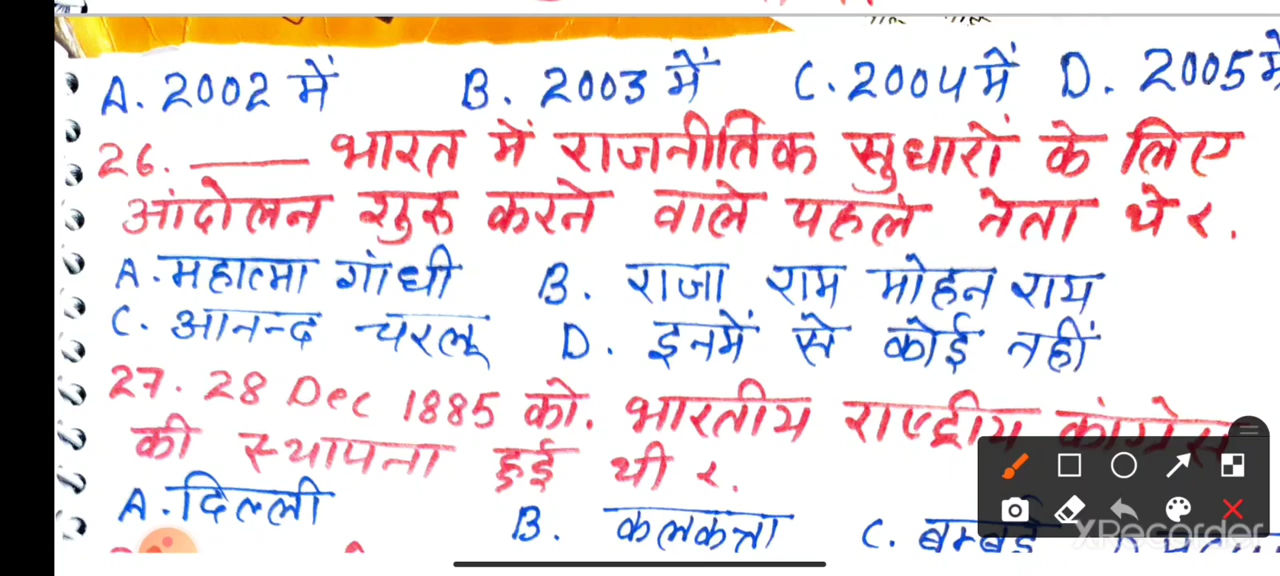 A. 2002 में B. 2003 में C. 2004 में D. 2005 में
26. ____ भारत में राजनीतिक सुधारों के लिए
आंदोलन शुरू करने वाले पहले नेता थे ?.
A. महात्मा गांधी B. राजा राम मोहन राय
C. आनन्द चरलू D. इनमें से कोई नहीं
27. 28 Dec 1885 को. भारतीय राष्ट्रीय कांग्रेस
की स्थापना हुई थी ?.
A. दिल्ली B. कलकत्ता C. बम्बई
XRecorder